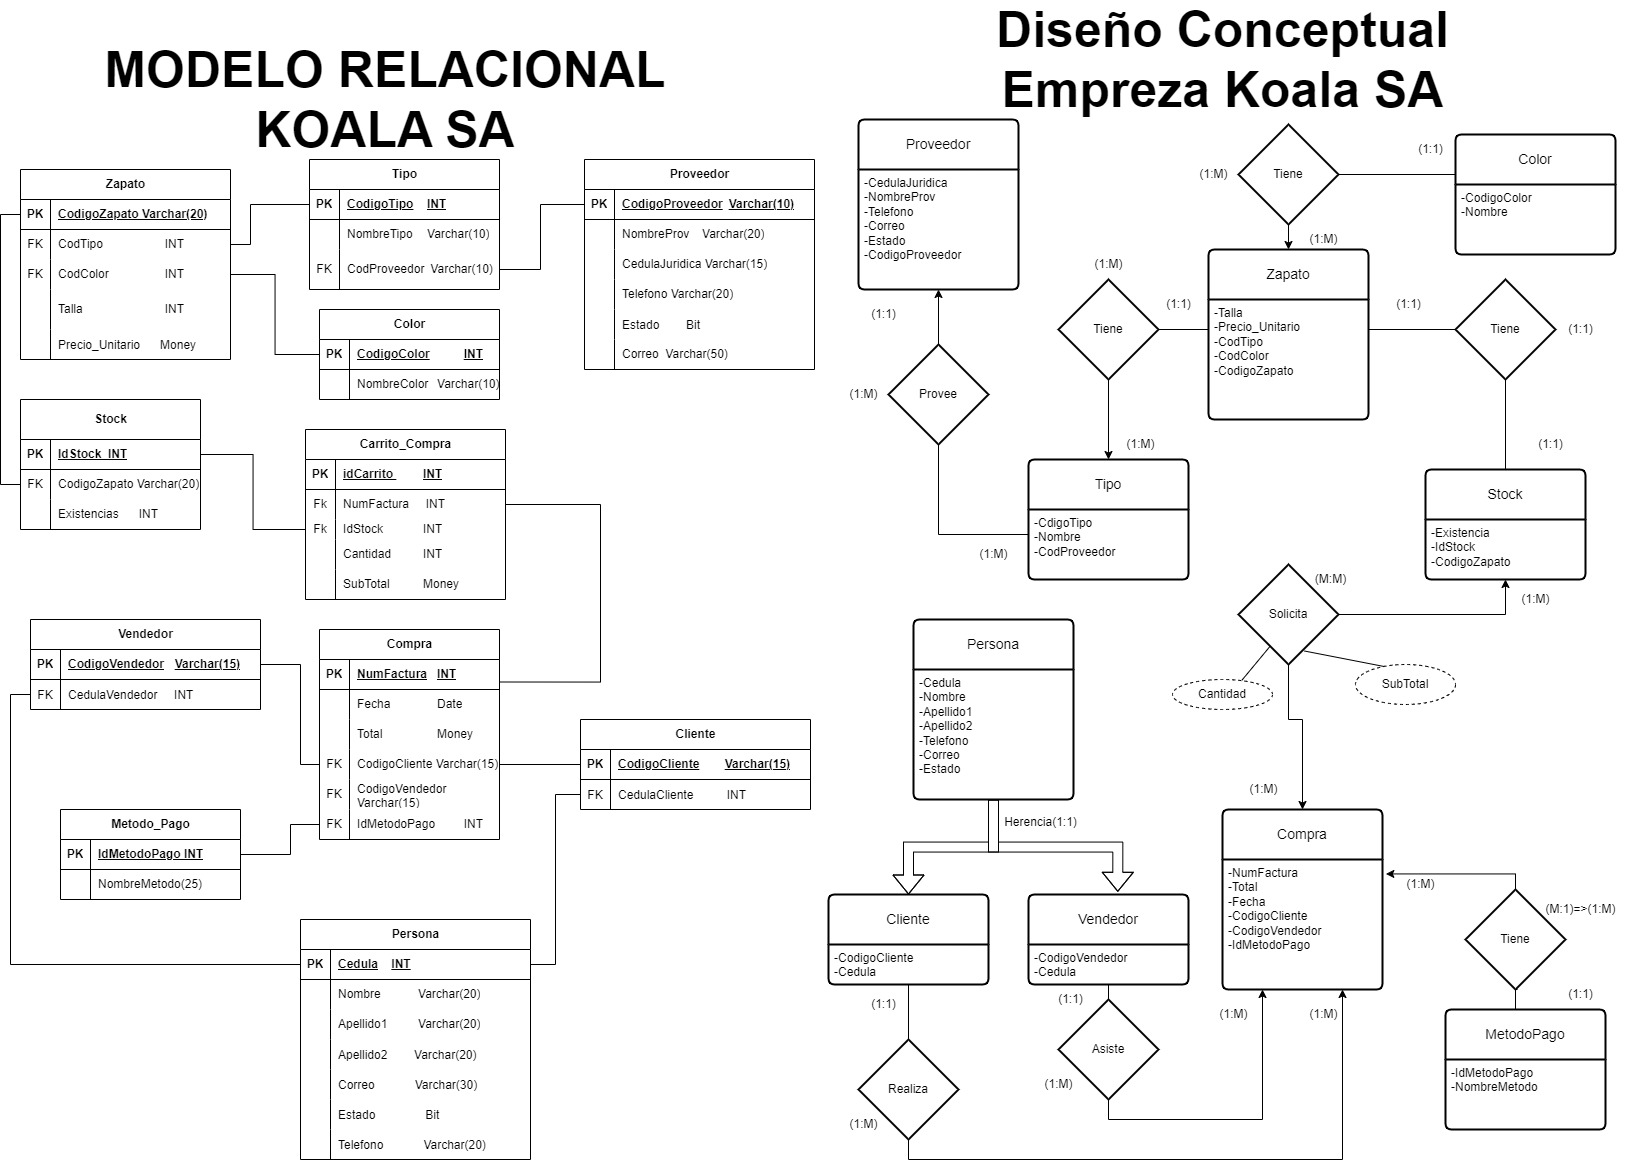 MODELO RELACIONAL
KOALA SA
Zapato
PK CodigoZapato Varchar(20)
FK CodTipo INT
FK CodColor INT
Talla INT
Precio_Unitario Money
Tipo
PK CodigoTipo INT
NombreTipo Varchar(10)
FK CodProveedor Varchar(10)
Proveedor
PK CodigoProveedor Varchar(10)
NombreProv Varchar(20)
CedulaJuridica Varchar(15)
Telefono Varchar(20)
Estado Bit
Correo Varchar(50)
Color
PK CodigoColor INT
NombreColor Varchar(10)
Stock
PK IdStock INT
FK CodigoZapato Varchar(20)
Existencias INT
Carrito_Compra
PK idCarrito INT
Fk NumFactura INT
Fk IdStock INT
Cantidad INT
SubTotal Money
Vendedor
PK CodigoVendedor Varchar(15)
FK CedulaVendedor INT
Compra
PK NumFactura INT
Fecha Date
Total Money
FK CodigoCliente Varchar(15)
FK CodigoVendedor
Varchar(15)
FK IdMetodoPago INT
Cliente
PK CodigoCliente Varchar(15)
FK CedulaCliente INT
Metodo_Pago
PK IdMetodoPago INT
NombreMetodo(25)
Persona
PK Cedula INT
Nombre Varchar(20)
Apellido1 Varchar(20)
Apellido2 Varchar(20)
Correo Varchar(30)
Estado Bit
Telefono Varchar(20)
Diseño Conceptual
Empreza Koala SA
Proveedor
-CedulaJuridica
-NombreProv
-Telefono
-Correo
-Estado
-CodigoProveedor
(1:1)
(1:M)
Provee
(1:M)
(1:M)
Tiene
(1:1)
(1:M)
Color
-CodigoColor
-Nombre
Zapato
-Talla
-Precio_Unitario
-CodTipo
-CodColor
-CodigoZapato
(1:M)
Tiene
(1:1)
(1:M)
(1:1)
Tiene
(1:1)
(1:1)
Tipo
-CdigoTipo
-Nombre
-CodProveedor
Stock
-Existencia
-IdStock
-CodigoZapato
(M:M)
Solicita
(1:M)
Cantidad
SubTotal
(1:M)
Persona
-Cedula
-Nombre
-Apellido1
-Apellido2
-Telefono
-Correo
-Estado
Herencia(1:1)
Cliente
-CodigoCliente
-Cedula
Vendedor
-CodigoVendedor
-Cedula
Compra
-NumFactura
-Total
-Fecha
-CodigoCliente
-CodigoVendedor
-IdMetodoPago
(1:M)
(M:1)=>(1:M)
Tiene
(1:1)
MetodoPago
-IdMetodoPago
-NombreMetodo
(1:1)
Realiza
(1:M)
(1:1)
Asiste
(1:M)
(1:M)
(1:M)